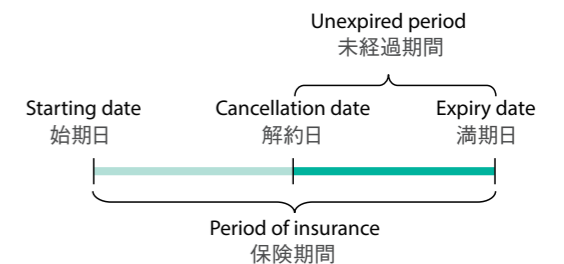 Unexpired period
未経過期間
Starting date
始期日
Cancellation date
解約日
Expiry date
満期日
Period of insurance
保険期間